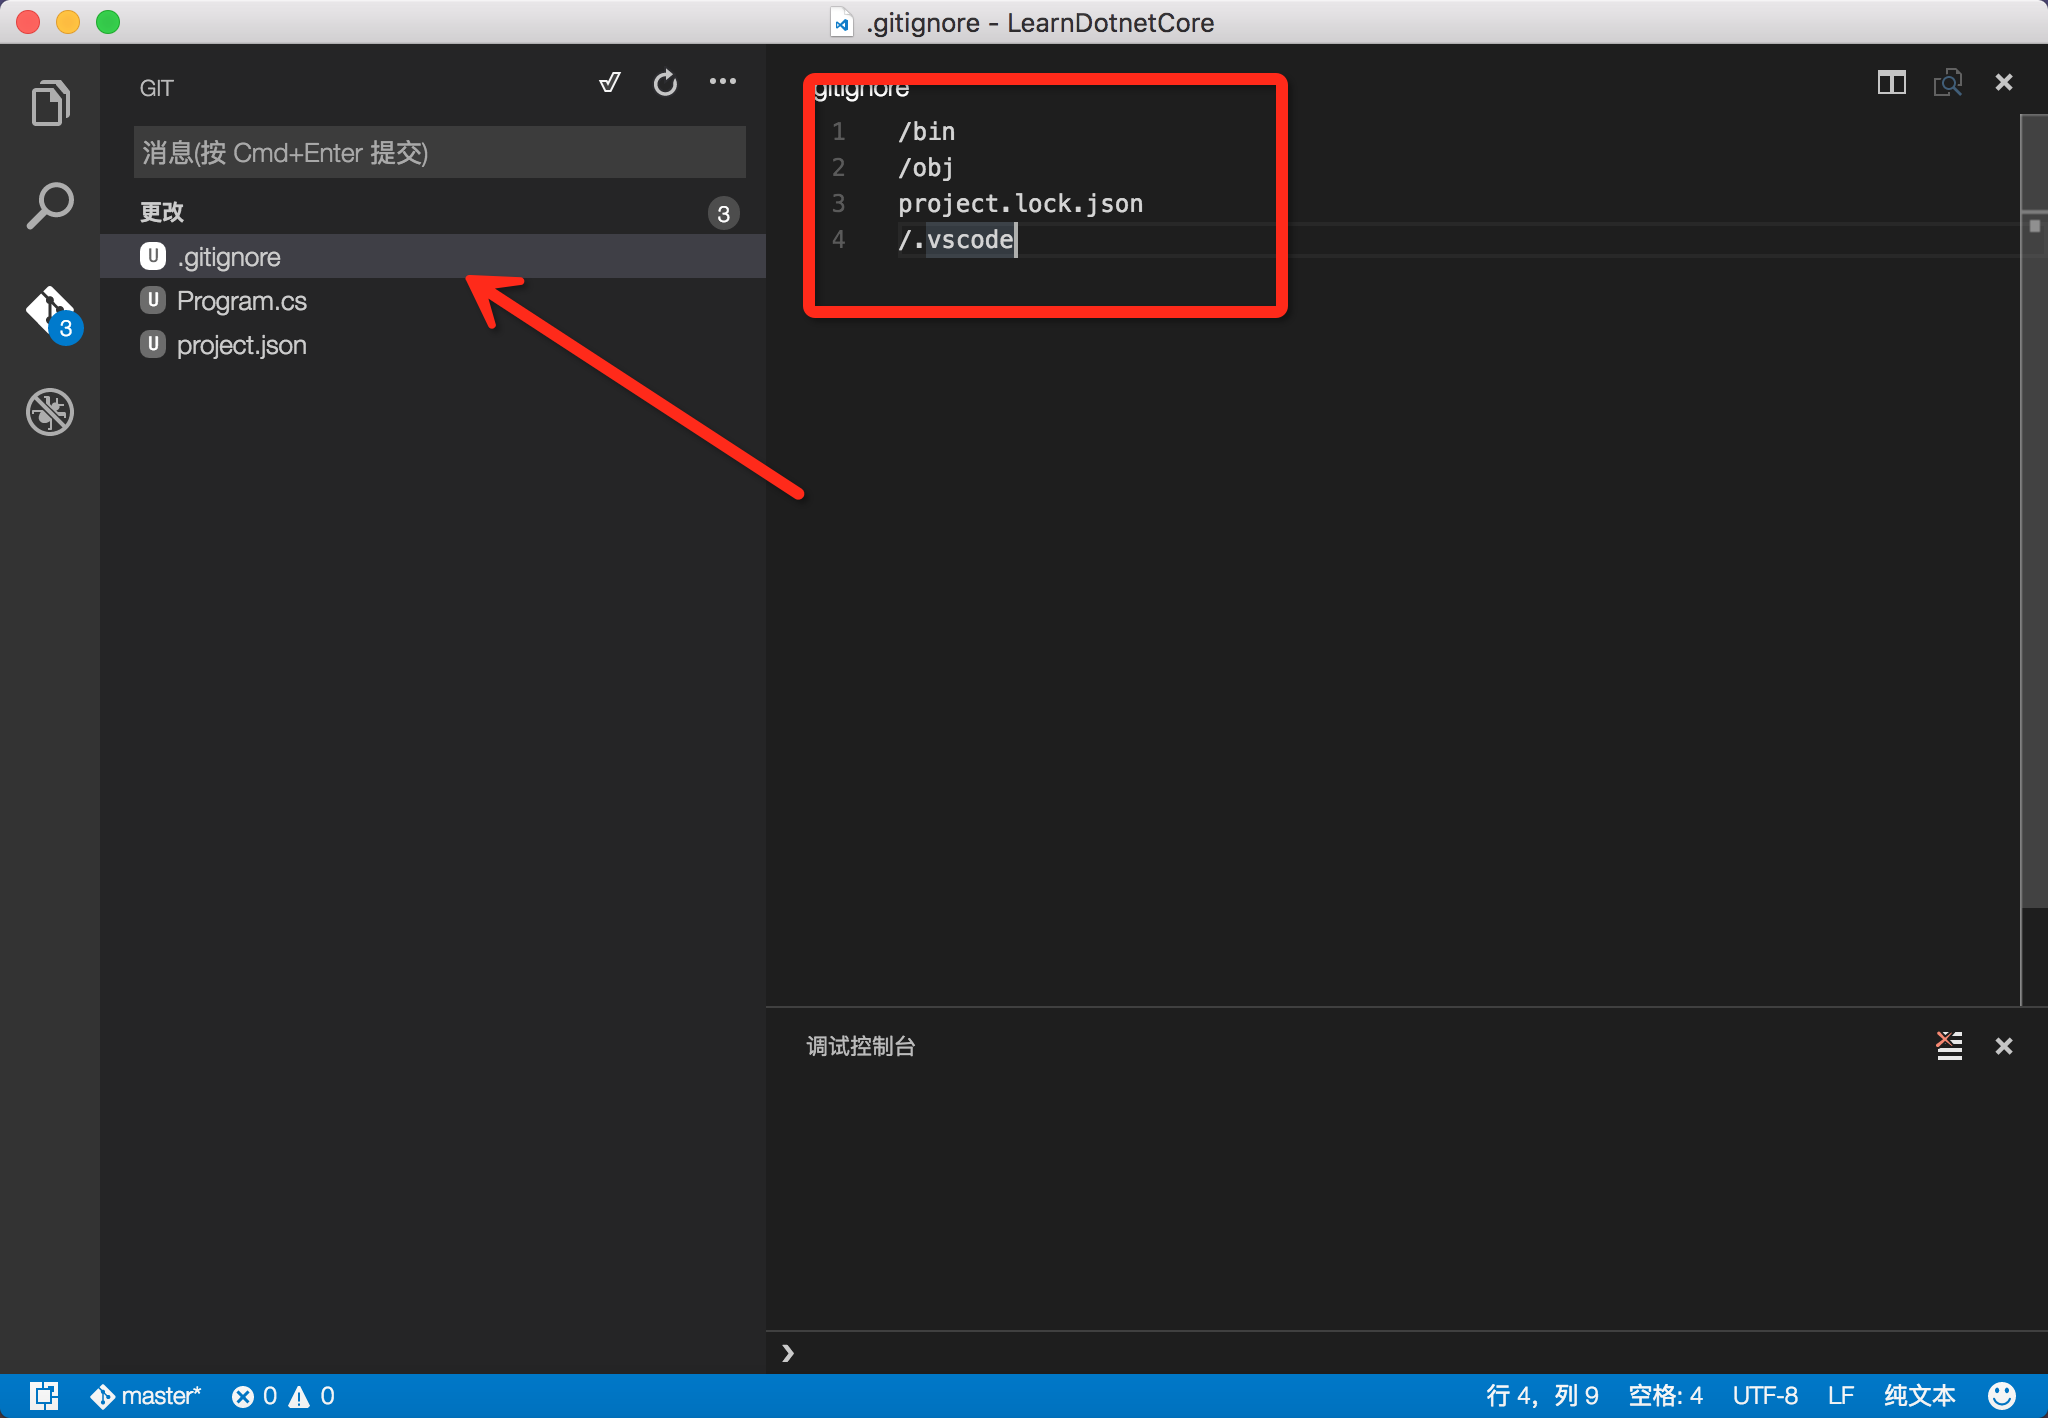 .gitignore - LearnDotnetCore
GIT
消息(按 Cmd+Enter 提交)
更改 3
U .gitignore
U Program.cs
U project.json
3
gitignore
1 /bin
2 /obj
3 project.lock.json
4 /.vscode
调试控制台
master* 0 0
行 4，列 9 空格: 4 UTF-8 LF 纯文本